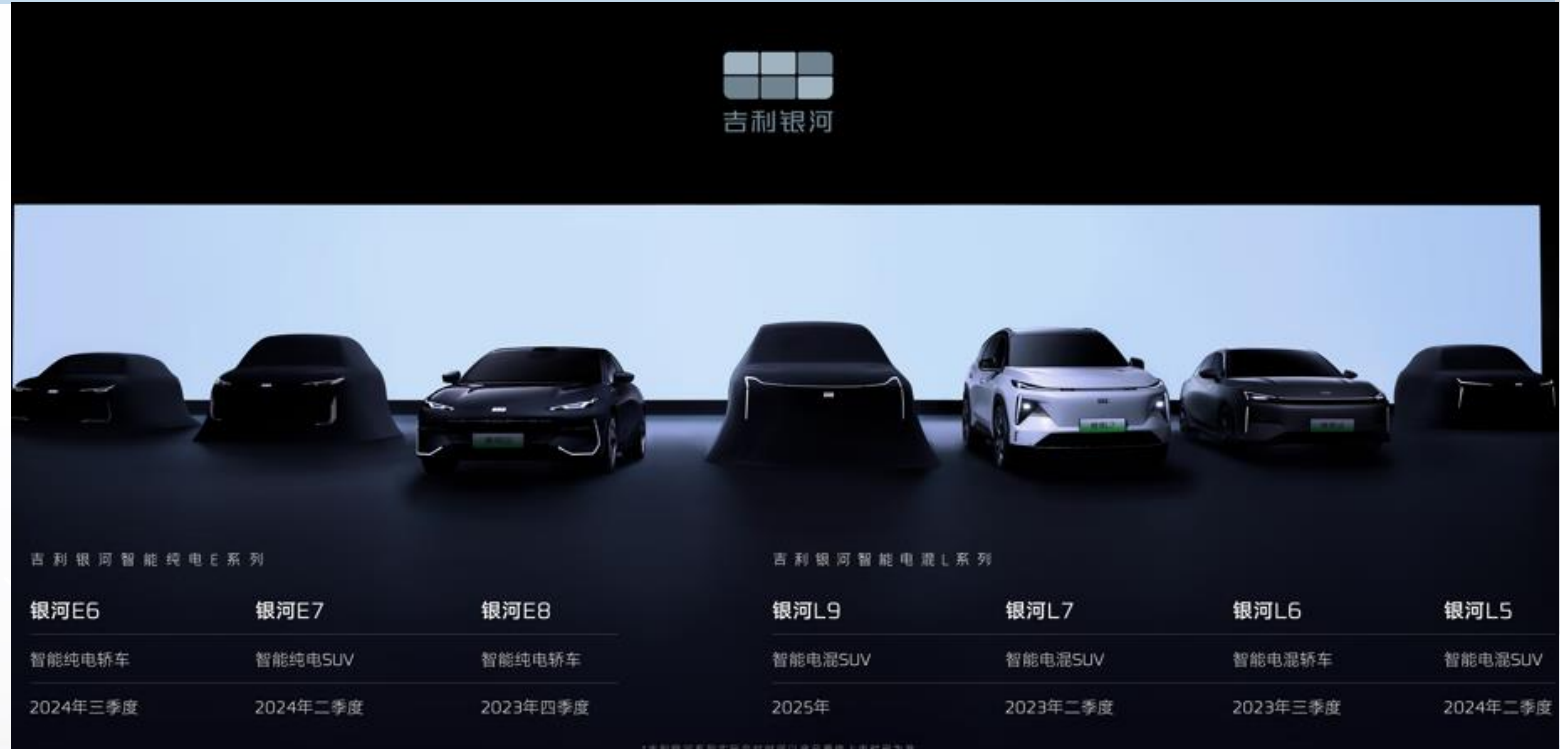 吉利银河
吉利银河智能纯电E系列
银河E6
银河E7
银河E8
智能纯电轿车
智能纯电SUV
智能纯电轿车
2024年三季度
2024年二季度
2023年四季度
吉利银河智能电混L系列
银河L9
银河L7
银河L6
银河L5
智能电混SUV
智能电混SUV
智能电混轿车
智能电混SUV
2025年
2023年二季度
2023年三季度
2024年二季度